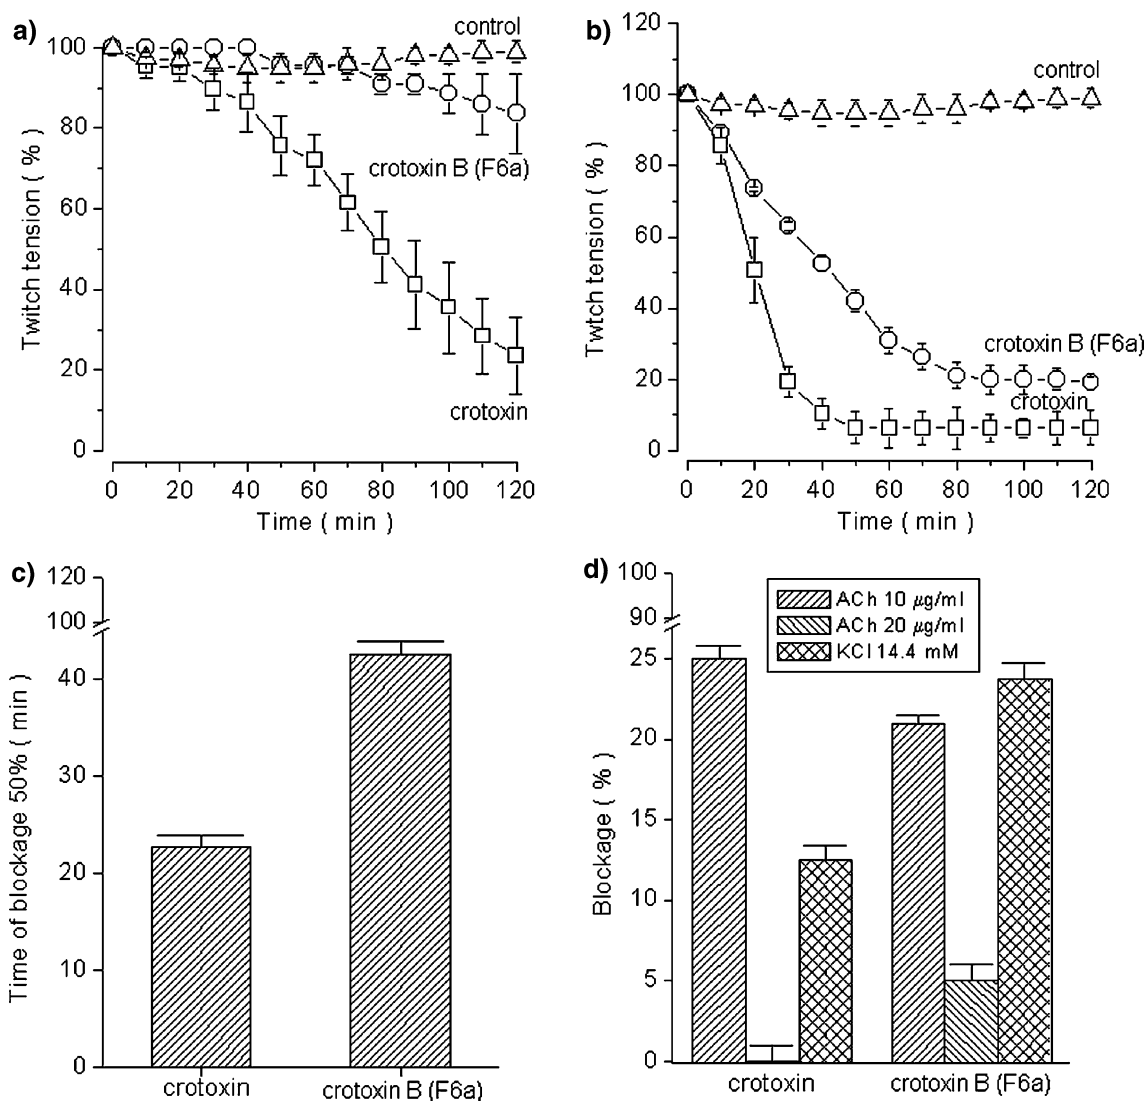 a)
control
100
80
60
40
20
0
Twitch tension ( % )
crotoxin B (F6a)
crotoxin
0 20 40 60 80 100 120
Time ( min )
b)
120
100
80
60
40
20
0
Twtch tension ( % )
control
crotoxin B (F6a)
crotoxin
0 20 40 60 80 100 120
Time ( min )
c)
120
100
40
30
20
10
0
Time of blockage 50% ( min )
crotoxin crotoxin B (F6a)
d)
100
90
25
20
15
10
5
0
Blockage ( % )
ACh 10 µg/ml
ACh 20 µg/ml
KCl 14.4 mM
crotoxin crotoxin B (F6a)